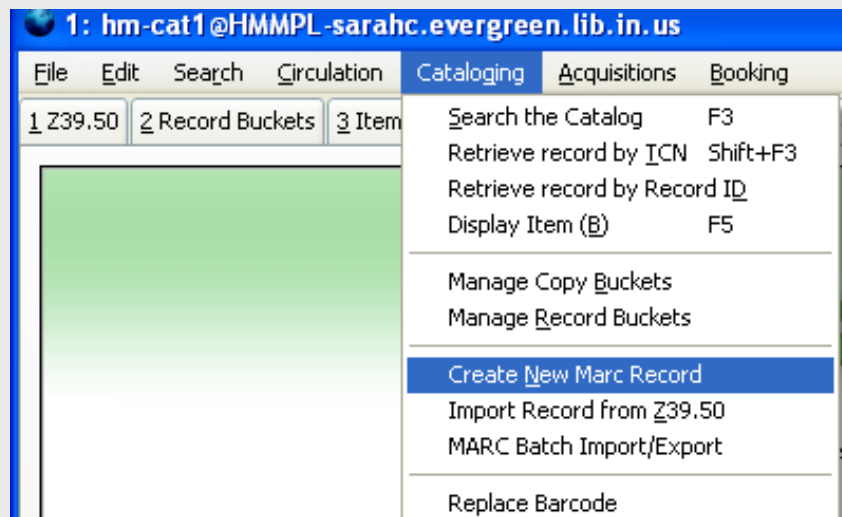 1: hm-cat1@HMMPL-sarahc.evergreen.lib.in.us
File Edit Search Circulation Cataloging Acquisitions Booking
1 Z39.50 2 Record Buckets 3 Item
Search the Catalog F3
Retrieve record by TCN Shift+F3
Retrieve record by Record ID
Display Item (B) F5
Manage Copy Buckets
Manage Record Buckets
Create New Marc Record
Import Record from Z39.50
MARC Batch Import/Export
Replace Barcode